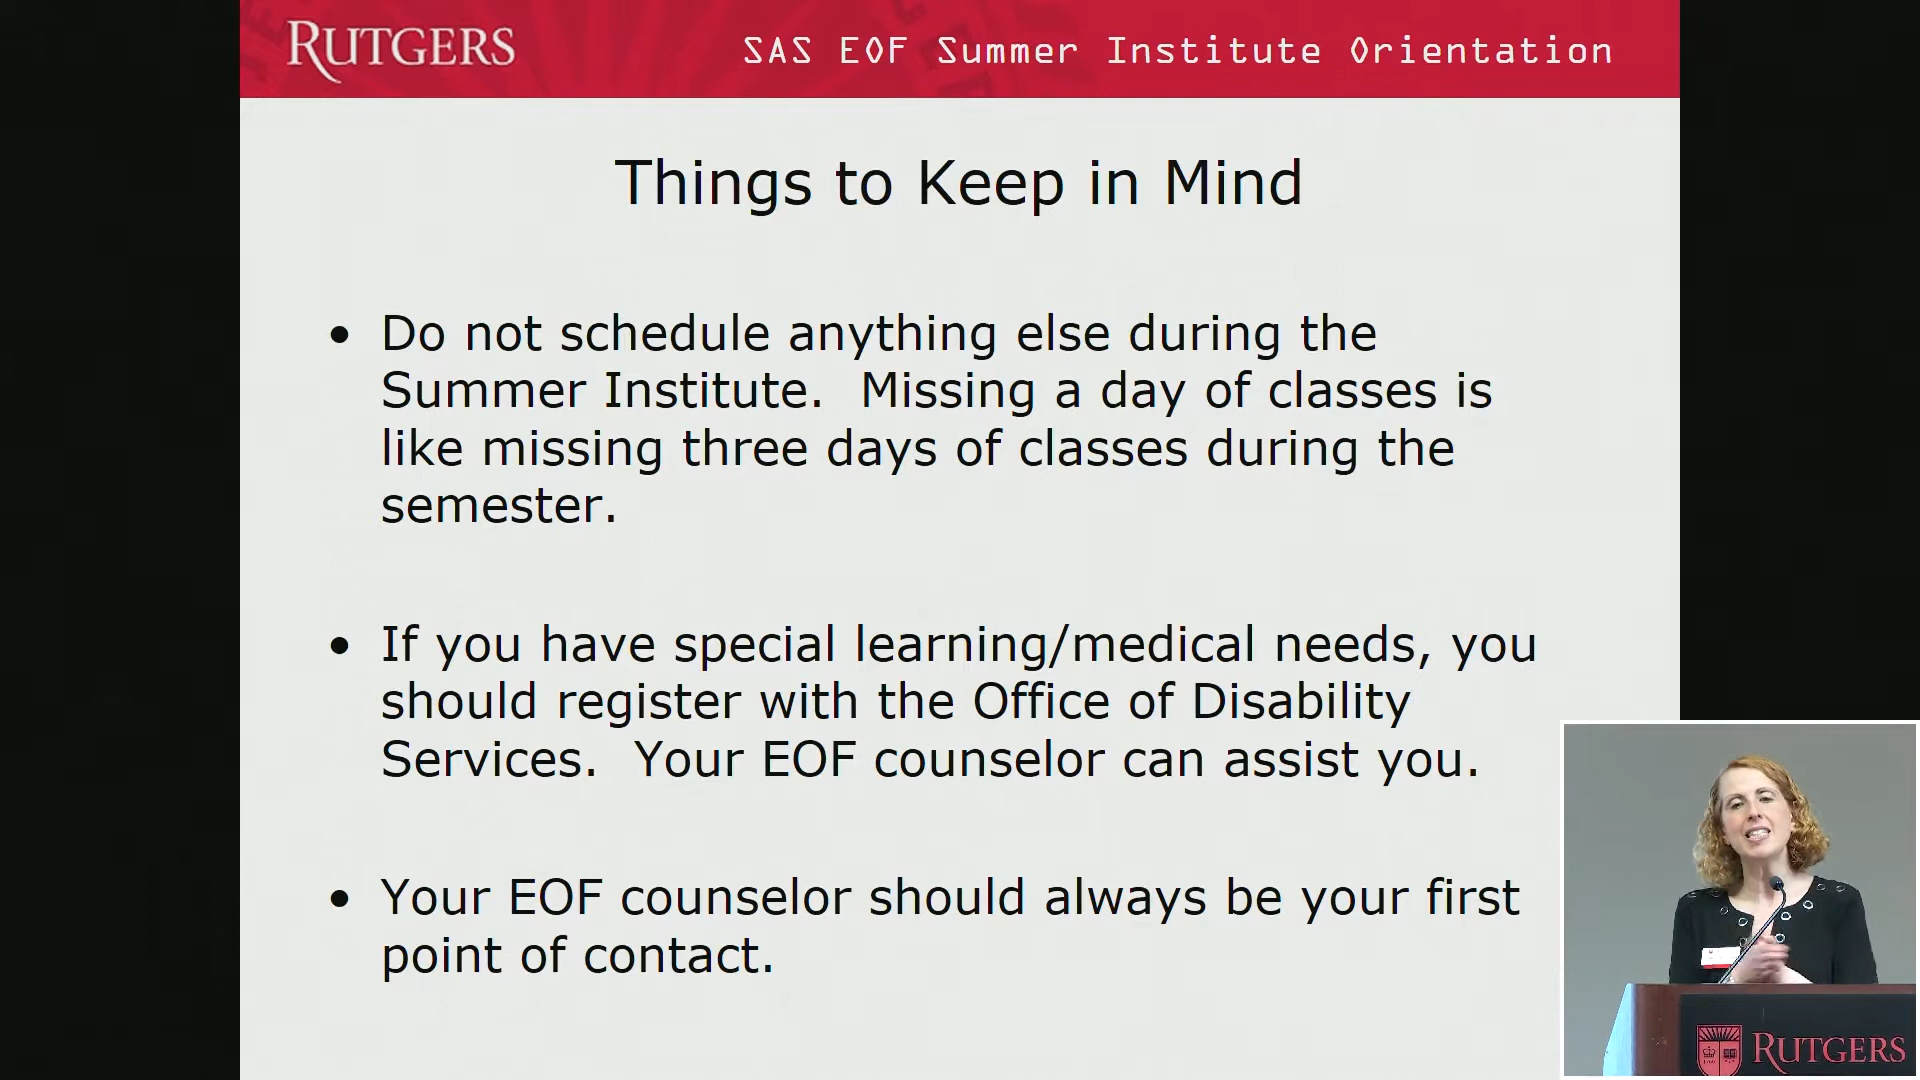 RUTGERS
SAS EOF Summer Institute Orientation
Things to Keep in Mind
• Do not schedule anything else during the
Summer Institute.  Missing a day of classes is
like missing three days of classes during the
semester.
• If you have special learning/medical needs, you
should register with the Office of Disability
Services.  Your EOF counselor can assist you.
• Your EOF counselor should always be your first
point of contact.
RUTGERS